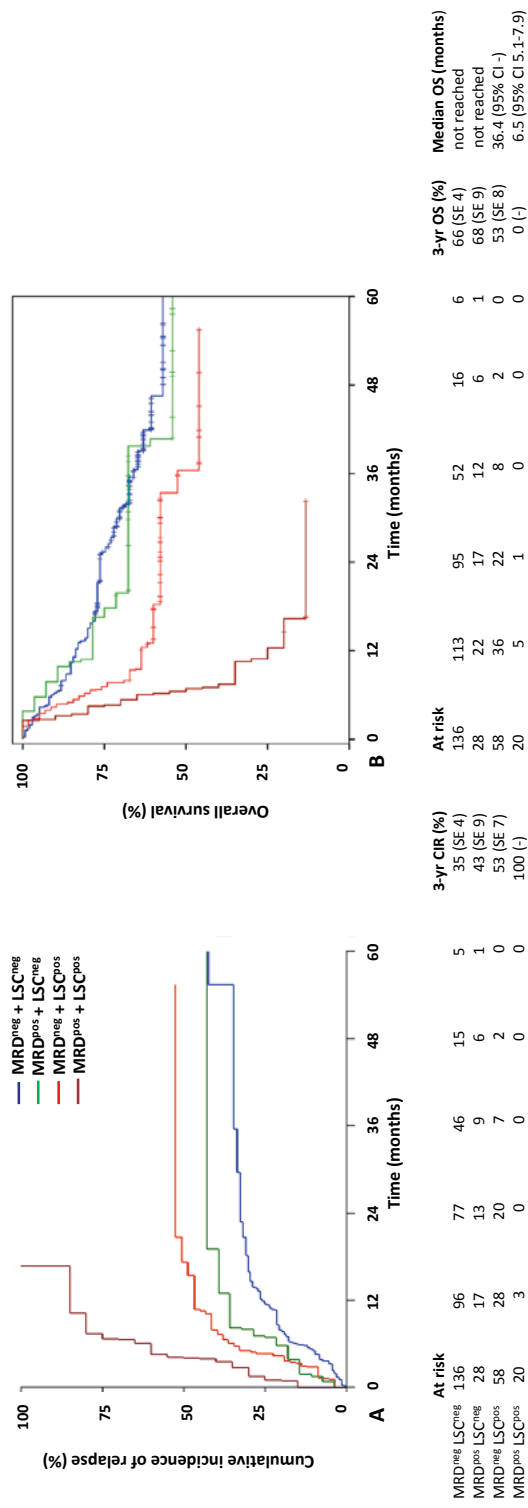 MRDneg + LSCneg
MRDpos + LSCneg
MRDneg + LSCpos
MRDpos + LSCpos
Cumulative incidence of relapse (%)
100
75
50
25
0
0 12 24 36 48 60
A
Time (months)
At risk 3-yr CIR (%)
MRDneg LSCneg 136 96 77 46 15 5 35 (SE 4)
MRDpos LSCneg 28 17 13 9 6 1 43 (SE 9)
MRDneg LSCpos 58 28 20 7 2 0 53 (SE 7)
MRDpos LSCpos 20 3 0 0 0 0 100 (-)
Overall survival (%)
100
75
50
25
0
0 12 24 36 48 60
B
Time (months)
At risk 3-yr OS (%) Median OS (months)
136 113 95 52 16 6 66 (SE 4) not reached
28 22 17 12 6 1 68 (SE 9) not reached
58 36 22 8 2 0 53 (SE 8) 36.4 (95% CI -)
20 5 1 0 0 0 0 (-) 6.5 (95% CI 5.1-7.9)